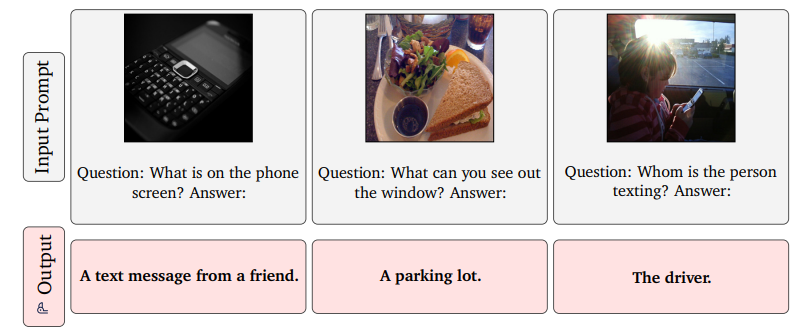 Input Prompt
Question: What is on the phone
screen? Answer:
Question: What can you see out
the window? Answer:
Question: Whom is the person
texting? Answer:
Output
A text message from a friend.
A parking lot.
The driver.